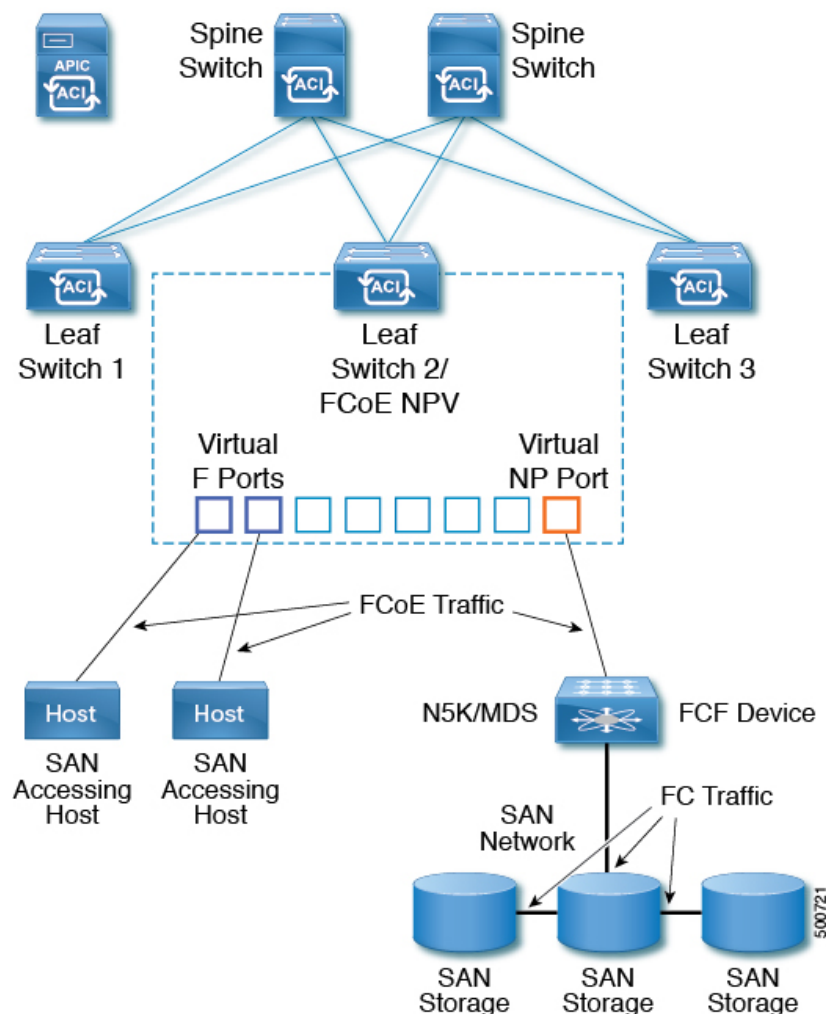 Spine
Switch
Spine
Switch
APIC
ACI
ACI
ACI
ACI
ACI
ACI
Leaf
Switch 1
Leaf
Switch 2/
FCoE NPV
Leaf
Switch 3
Virtual
F Ports
Virtual
NP Port
FCoE Traffic
Host
Host
N5K/MDS
FCF Device
SAN
Accessing
Host
SAN
Accessing
Host
FC Traffic
SAN
Network
SAN
Storage
SAN
Storage
SAN
Storage
500721